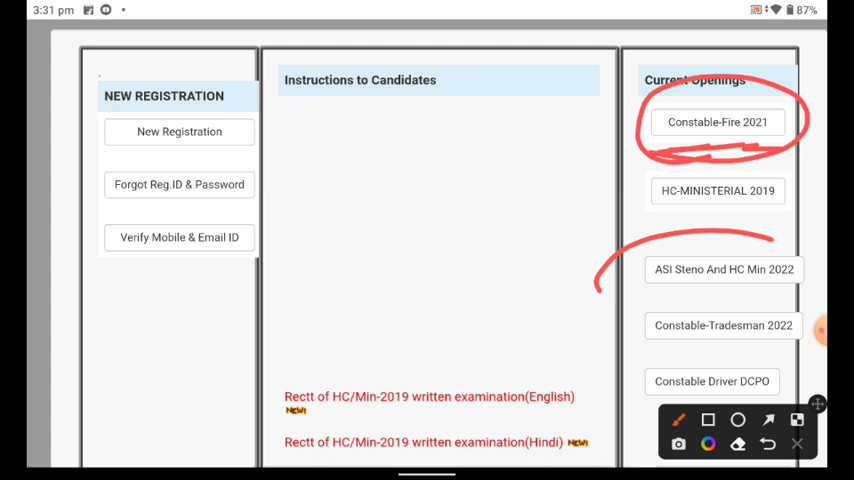 3:31 pm
87%
NEW REGISTRATION
New Registration
Forgot Reg.ID & Password
Verify Mobile & Email ID
Instructions to Candidates
Rectt of HC/Min-2019 written examination(English)
NEW!
Rectt of HC/Min-2019 written examination(Hindi) NEW!
Current Openings
Constable-Fire 2021
HC-MINISTERIAL 2019
ASI Steno And HC Min 2022
Constable-Tradesman 2022
Constable Driver DCPO